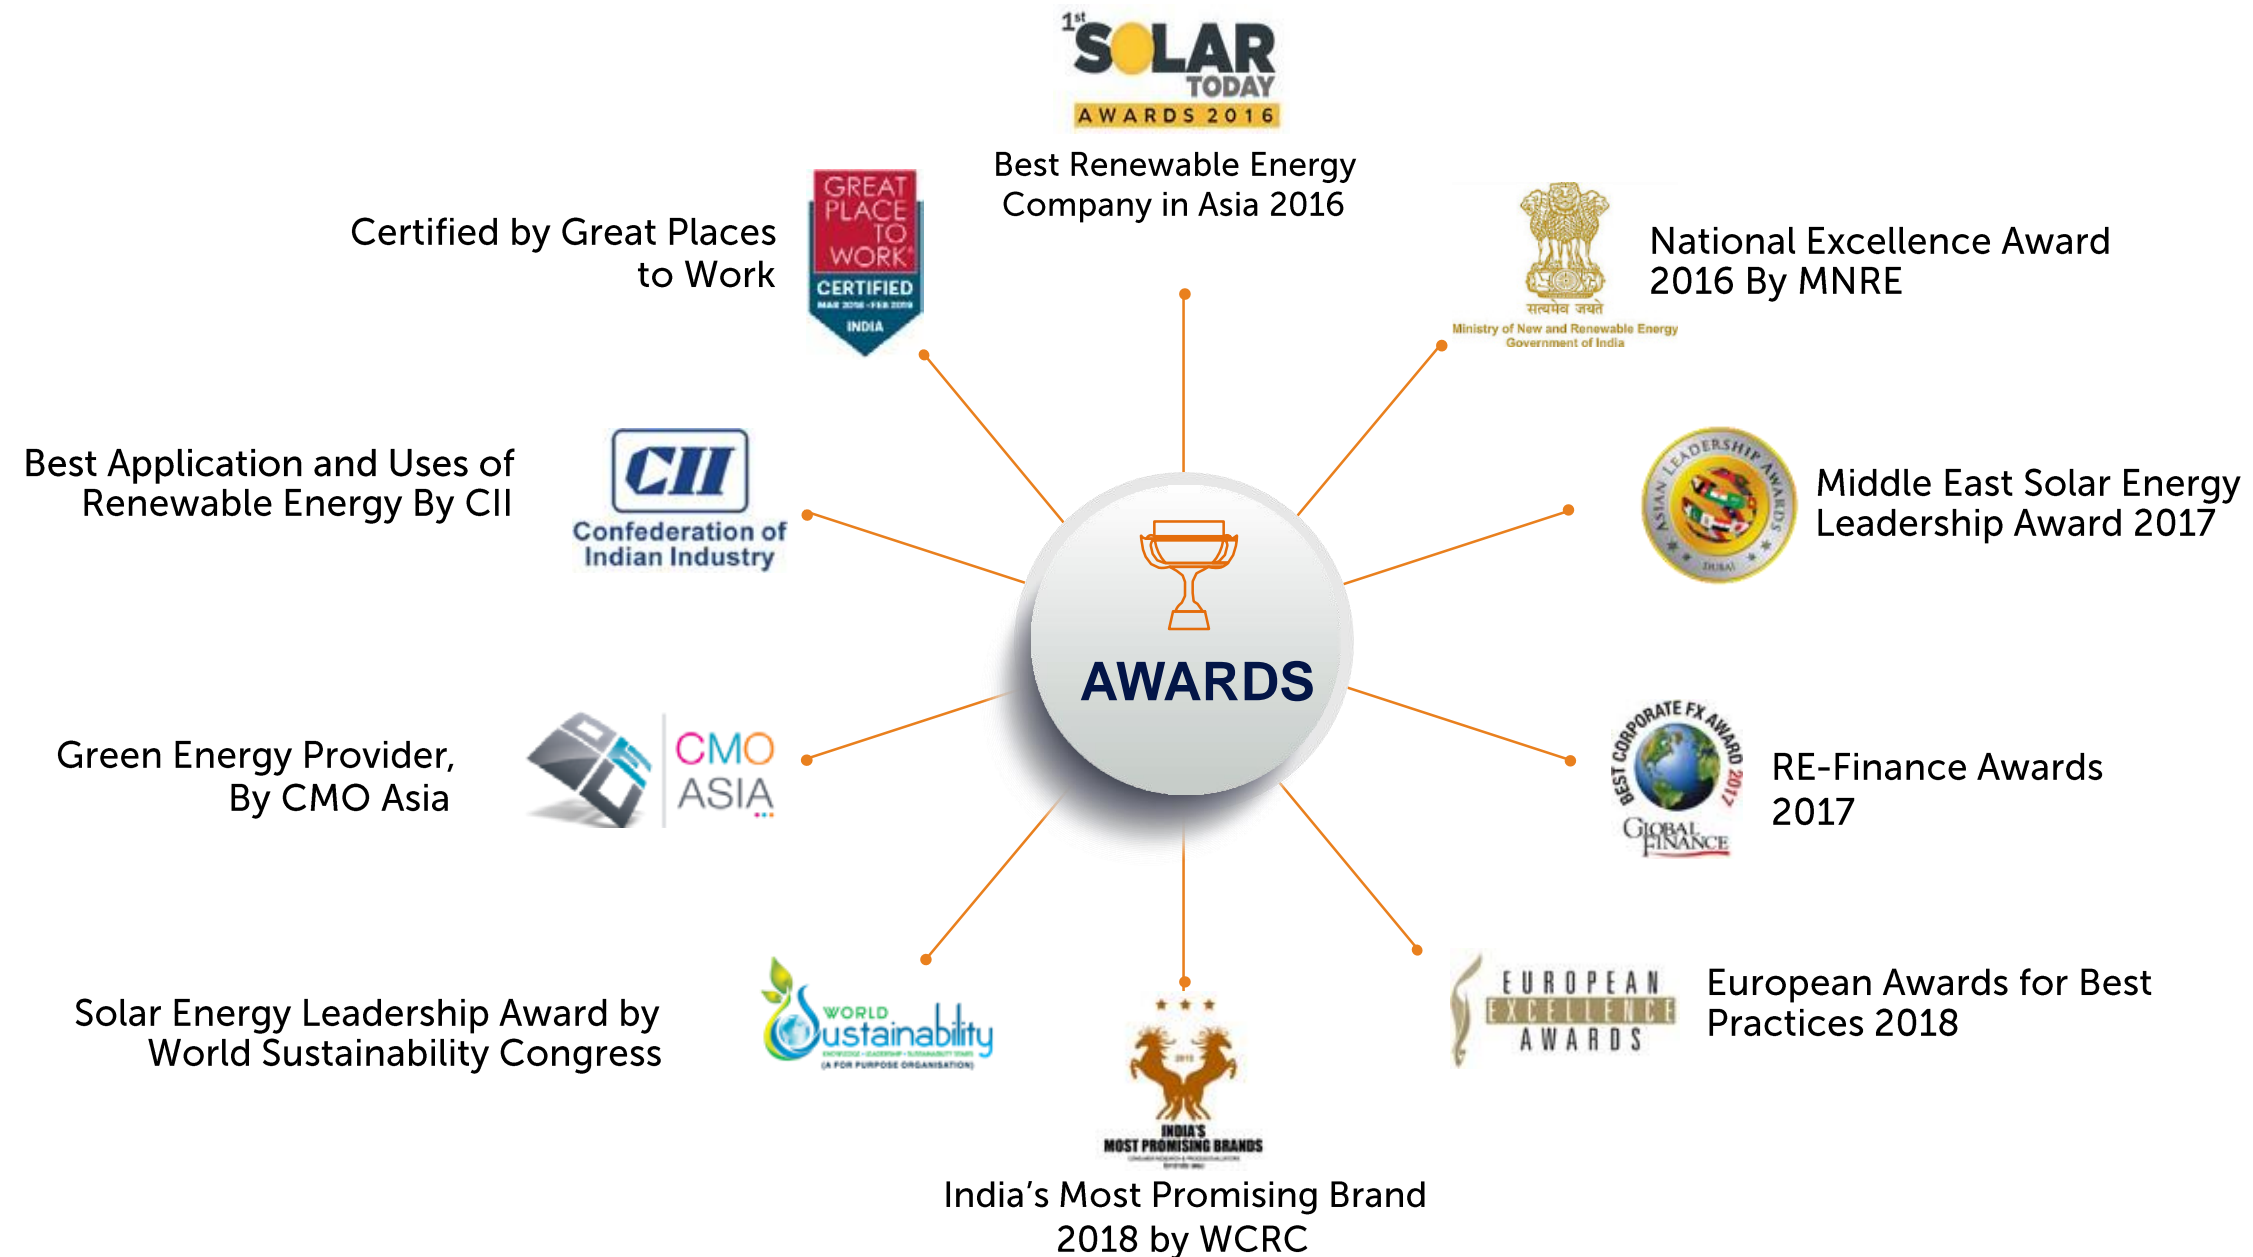 1st
SOLAR
TODAY
AWARDS 2016
Best Renewable Energy
Company in Asia 2016
GREAT
PLACE
TO
WORK®
CERTIFIED
MAR 2018 -FEB 2019
INDIA
Certified by Great Places
to Work
सत्यमेव जयते
Ministry of New and Renewable Energy
Government of India
National Excellence Award
2016 By MNRE
Best Application and Uses of
Renewable Energy By CII
CII
Confederation of
Indian Industry
ASIAN LEADERSHIP AWARDS
DUBAI
Middle East Solar Energy
Leadership Award 2017
AWARDS
Green Energy Provider,
By CMO Asia
CMO
ASIA
BEST CORPORATE FX AWARD 2017
GLOBAL
FINANCE
RE-Finance Awards
2017
Solar Energy Leadership Award by
World Sustainability Congress
WORLD
Sustainability
(A FOR PURPOSE ORGANISATION)
EUROPEAN
EXCELLENCE
AWARDS
European Awards for Best
Practices 2018
INDIA'S
MOST PROMISING BRANDS
India’s Most Promising Brand
2018 by WCRC